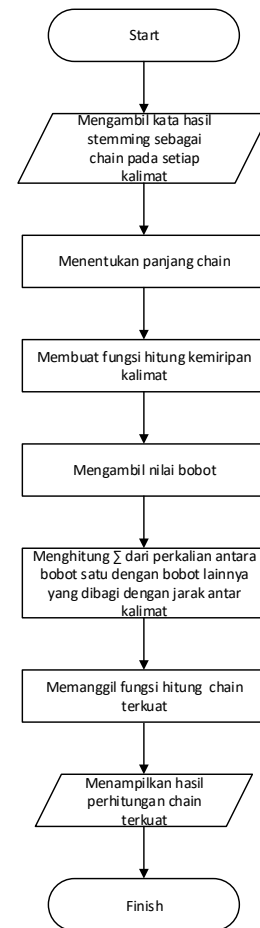 Start
Mengambil kata hasil
stemming sebagai
chain pada setiap
kalimat
Menentukan panjang chain
Membuat fungsi hitung kemiripan
kalimat
Mengambil nilai bobot
Menghitung ∑ dari perkalian antara
bobot satu dengan bobot lainnya
yang dibagi dengan jarak antar
kalimat
Memanggil fungsi hitung chain
terkuat
Menampilkan hasil
perhitungan chain
terkuat
Finish